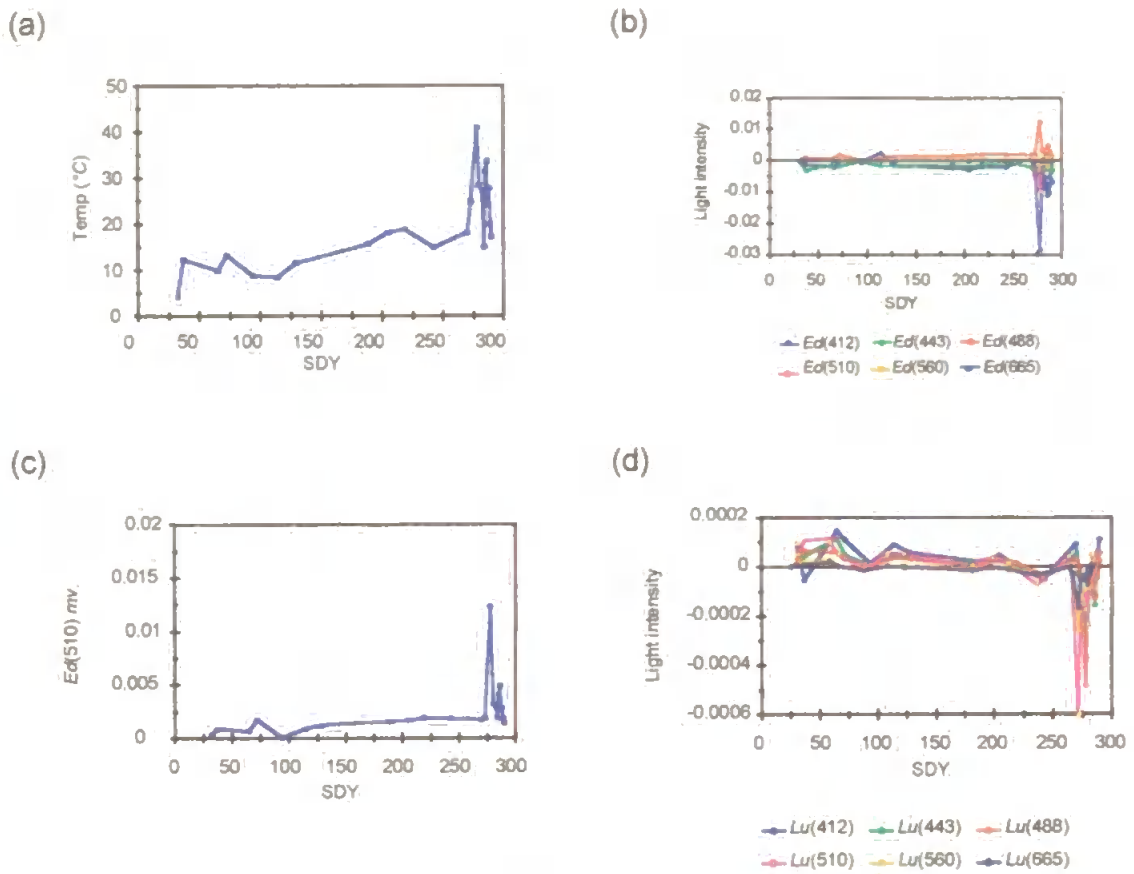 (a)
50
40
30
20
10
0
Temp (°C)
0 50 100 150 200 250 300
SDY
(b)
0.02
0.01
0
-0.01
-0.02
-0.03
Light intensity
0 50 100 150 200 250 300
SDY
Ed(412) Ed(443) Ed(488)
Ed(510) Ed(560) Ed(665)
(c)
0.02
0.015
0.01
0.005
0
Ed(510) mv.
0 50 100 150 200 250 300
SDY
(d)
0.0002
0
-0.0002
-0.0004
-0.0006
Light intensity
0 50 100 150 200 250 300
SDY
Lu(412) Lu(443) Lu(488)
Lu(510) Lu(560) Lu(665)